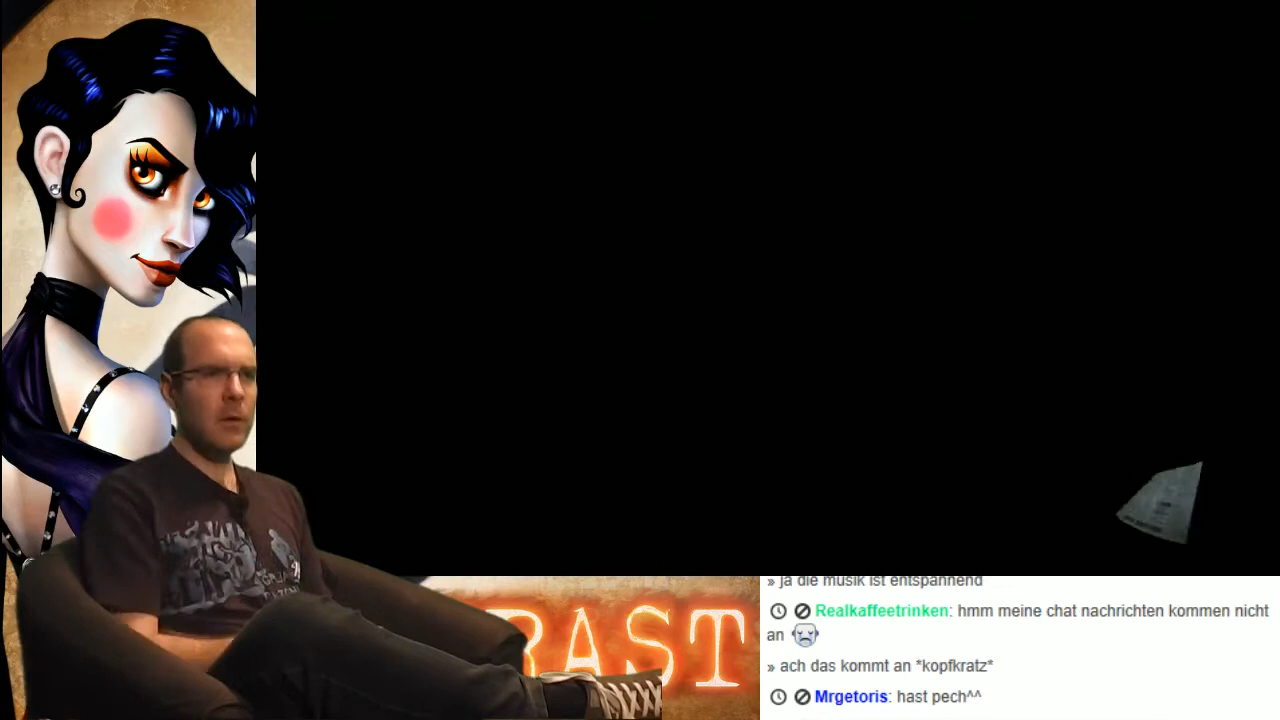 RAST
» ja die musik ist entspannend
Realkaffeetrinken: hmm meine chat nachrichten kommen nicht
an
» ach das kommt an *kopfkratz*
Mrgetoris: hast pech^^